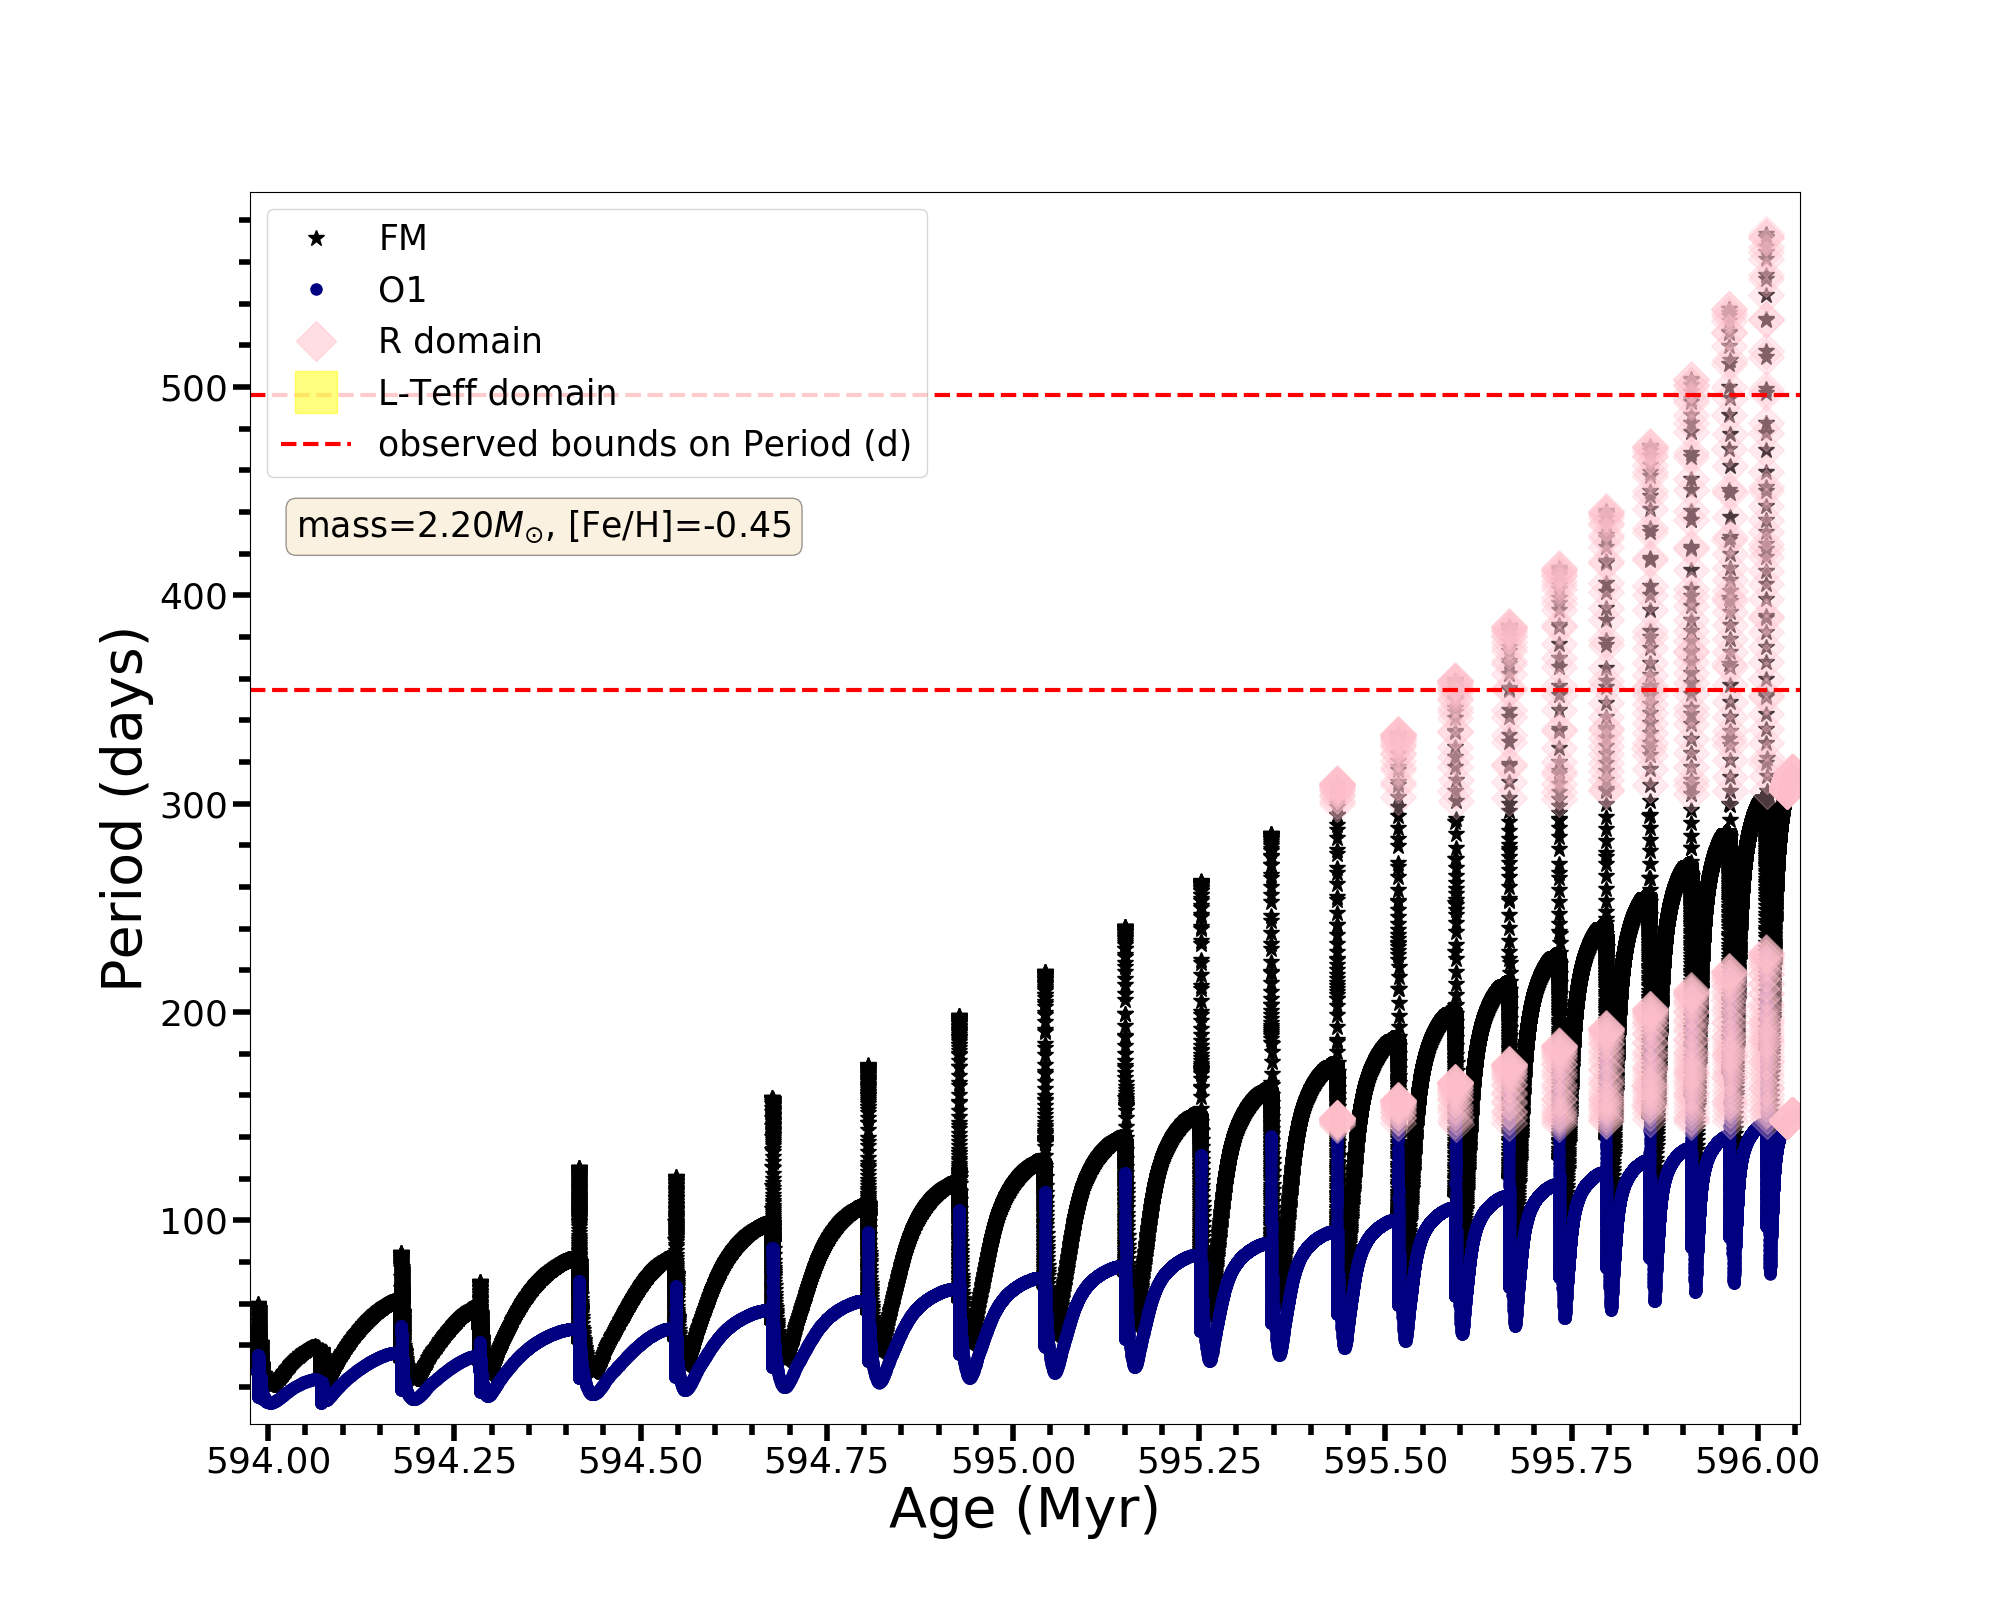 FM
O1
R domain
L-Teff domain
observed bounds on Period (d)
mass=2.20M☉, [Fe/H]=-0.45
500
400
300
200
100
Period (days)
594.00 594.25 594.50 594.75 595.00 595.25 595.50 595.75 596.00
Age (Myr)